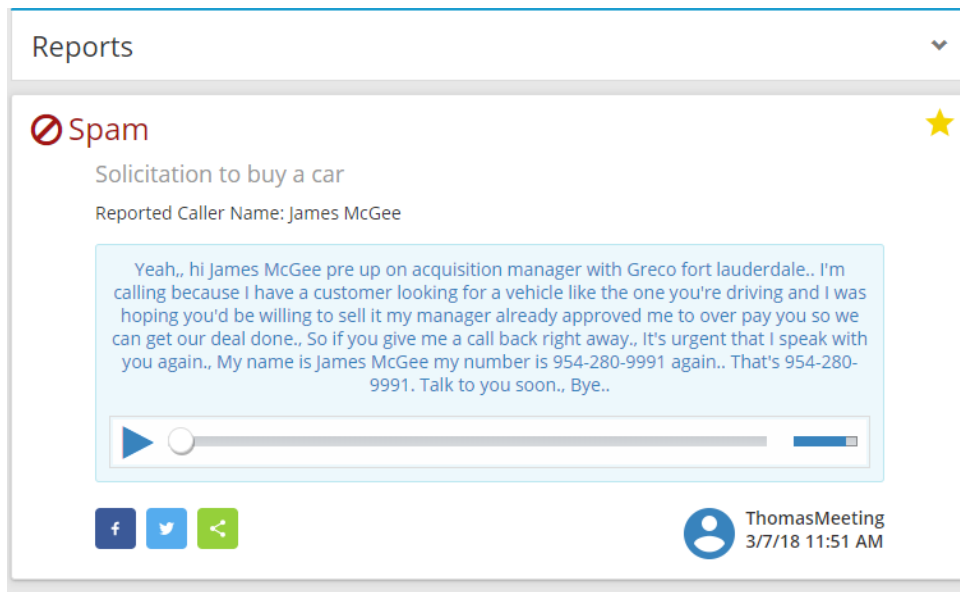 Reports
Spam
Solicitation to buy a car
Reported Caller Name: James McGee
Yeah,, hi James McGee pre up on acquisition manager with Greco fort lauderdale.. I'm
calling because I have a customer looking for a vehicle like the one you're driving and I was
hoping you'd be willing to sell it my manager already approved me to over pay you so we
can get our deal done., So if you give me a call back right away., It's urgent that I speak with
you again., My name is James McGee my number is 954-280-9991 again.. That's 954-280-
9991. Talk to you soon., Bye..
f
ThomasMeeting
3/7/18 11:51 AM